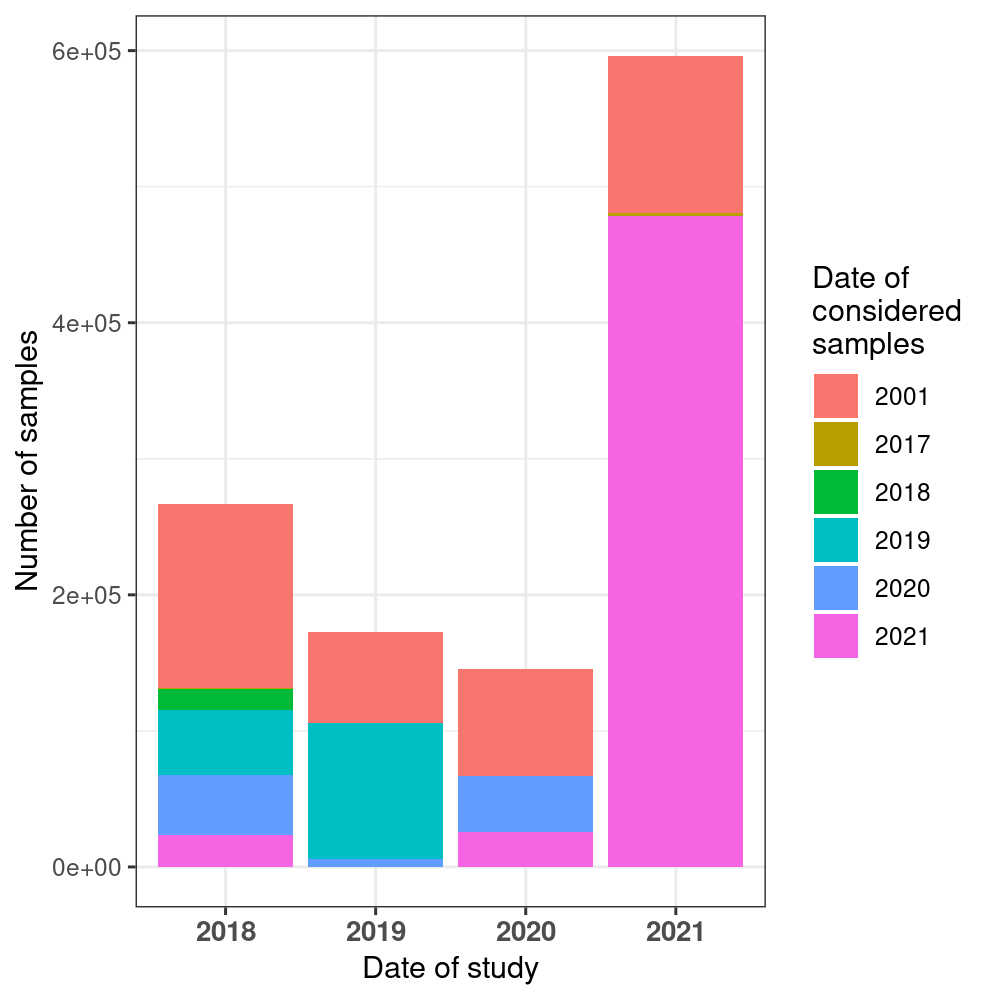 6e+05
4e+05
2e+05
0e+00
Number of samples
2018
2019
2020
2021
Date of study
Date of
considered
samples
2001
2017
2018
2019
2020
2021